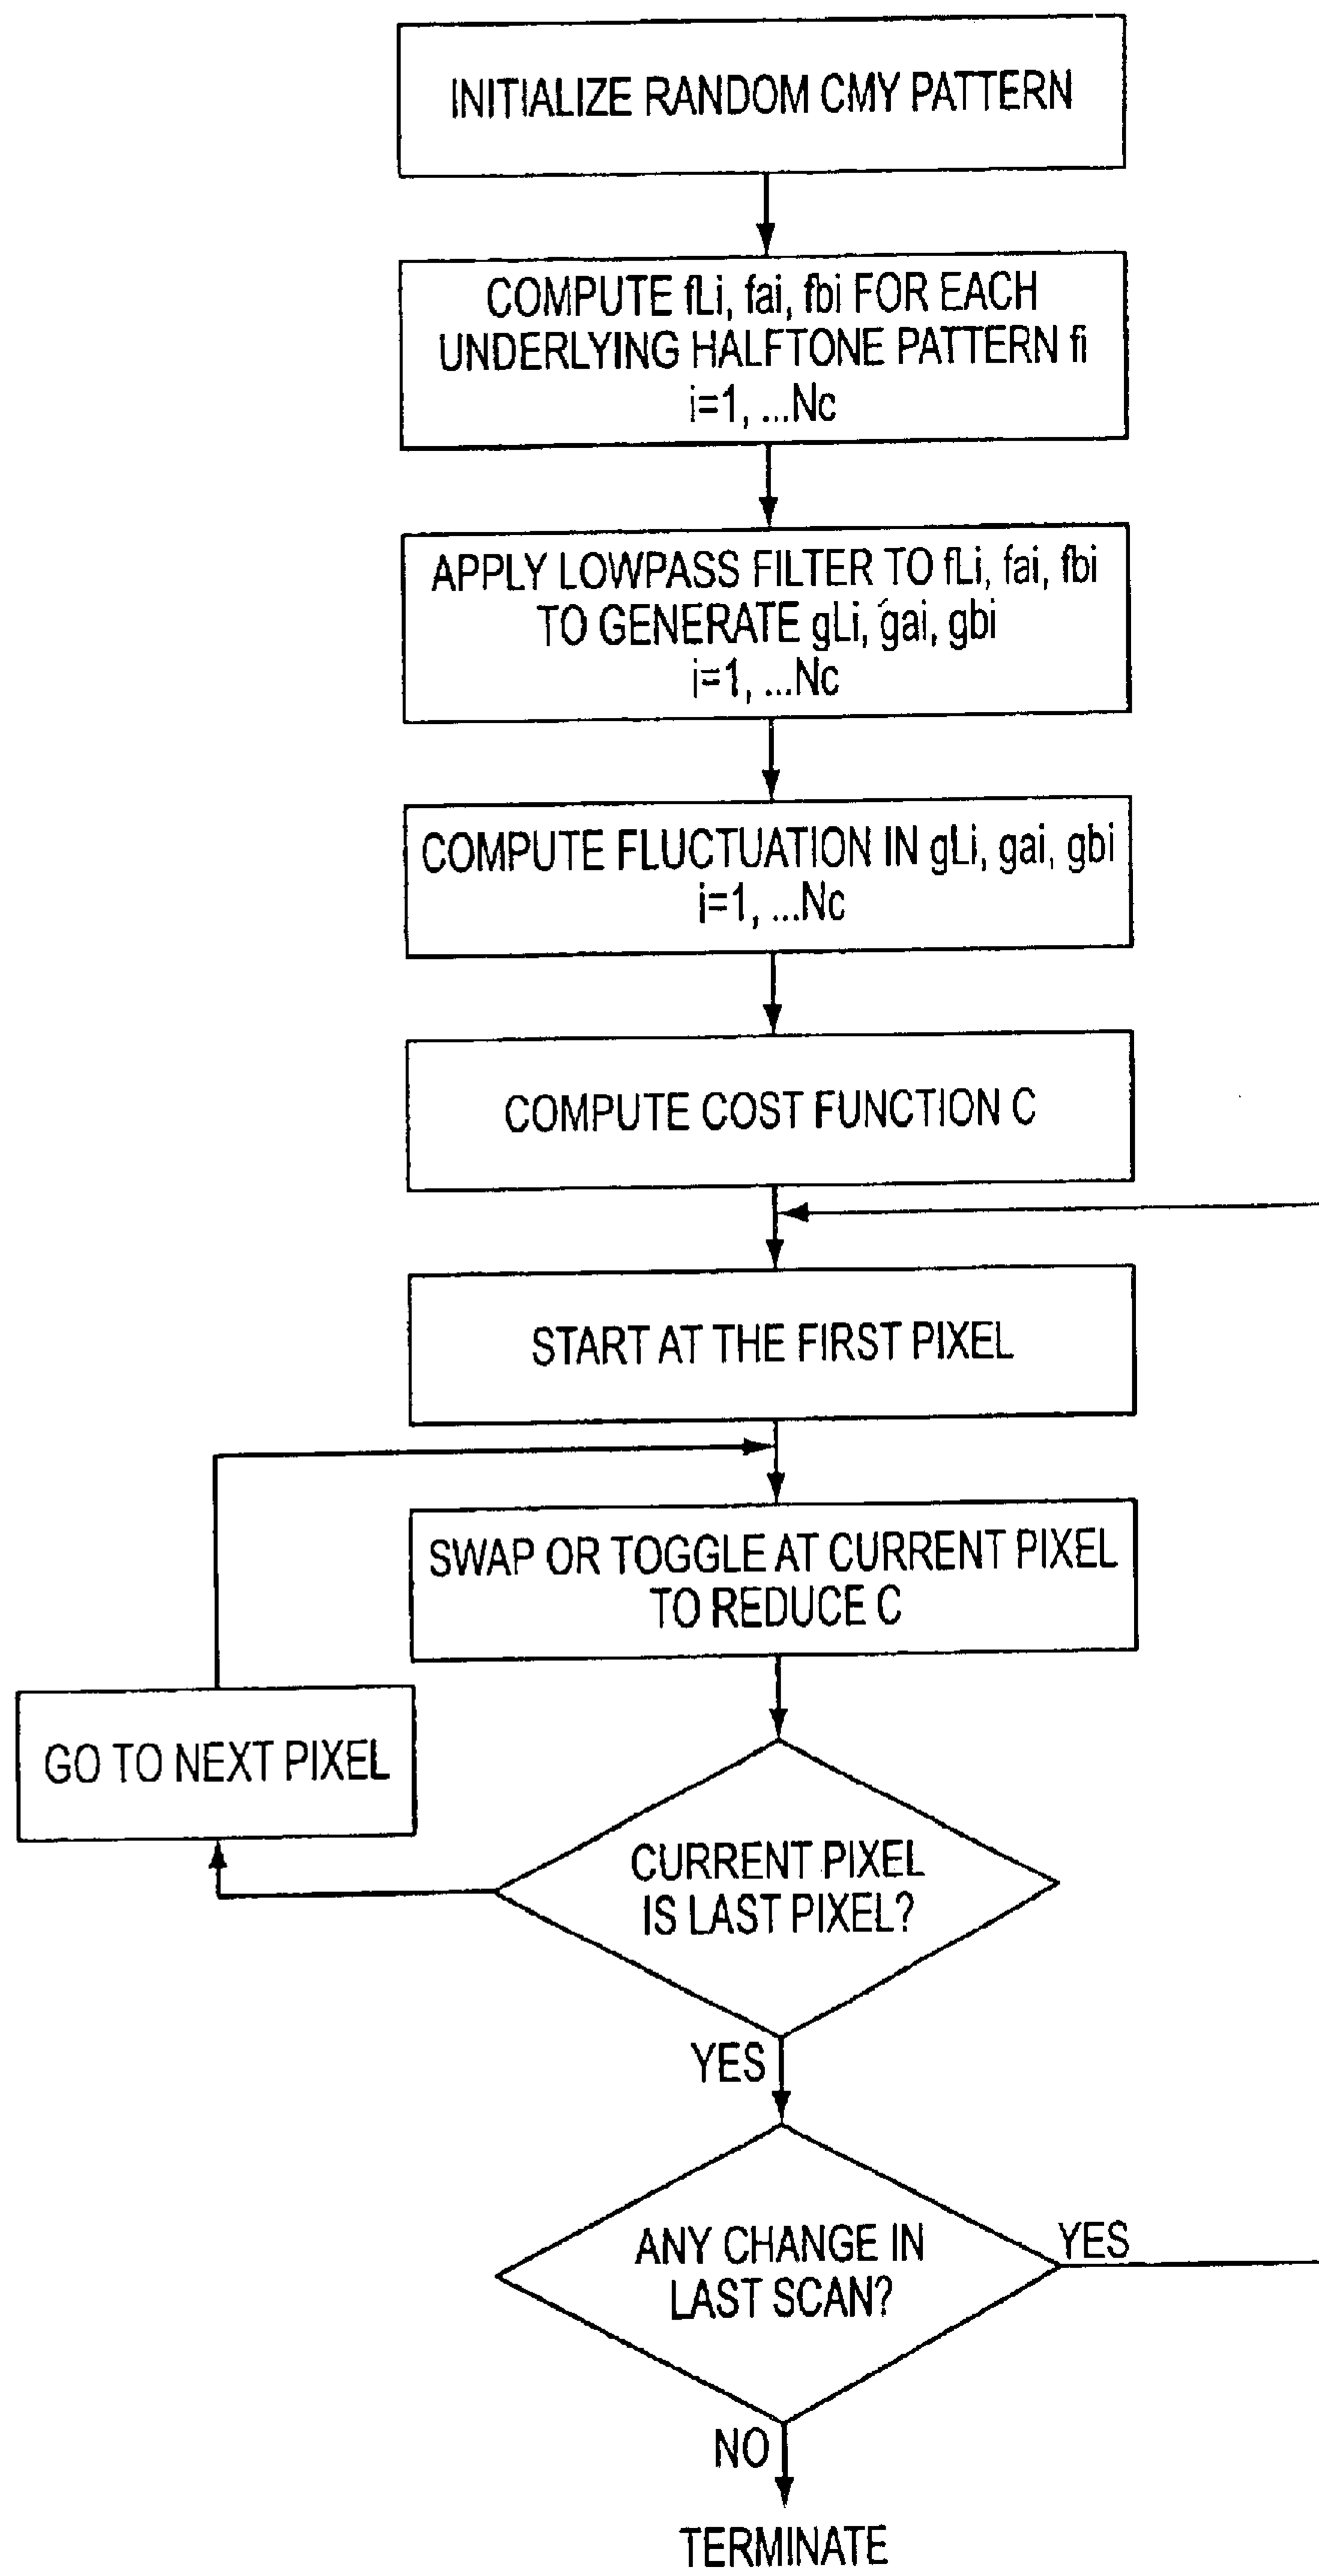 INITIALIZE RANDOM CMY PATTERN
COMPUTE fLi, fai, fbi FOR EACH
UNDERLYING HALFTONE PATTERN fi
i=1, ...Nc
APPLY LOWPASS FILTER TO fLi, fai, fbi
TO GENERATE gLi, gai, gbi
i=1, ...Nc
COMPUTE FLUCTUATION IN gLi, gai, gbi
i=1, ...Nc
COMPUTE COST FUNCTION C
START AT THE FIRST PIXEL
SWAP OR TOGGLE AT CURRENT PIXEL
TO REDUCE C
GO TO NEXT PIXEL
CURRENT PIXEL
IS LAST PIXEL?
YES
ANY CHANGE IN
LAST SCAN?
YES
NO
TERMINATE